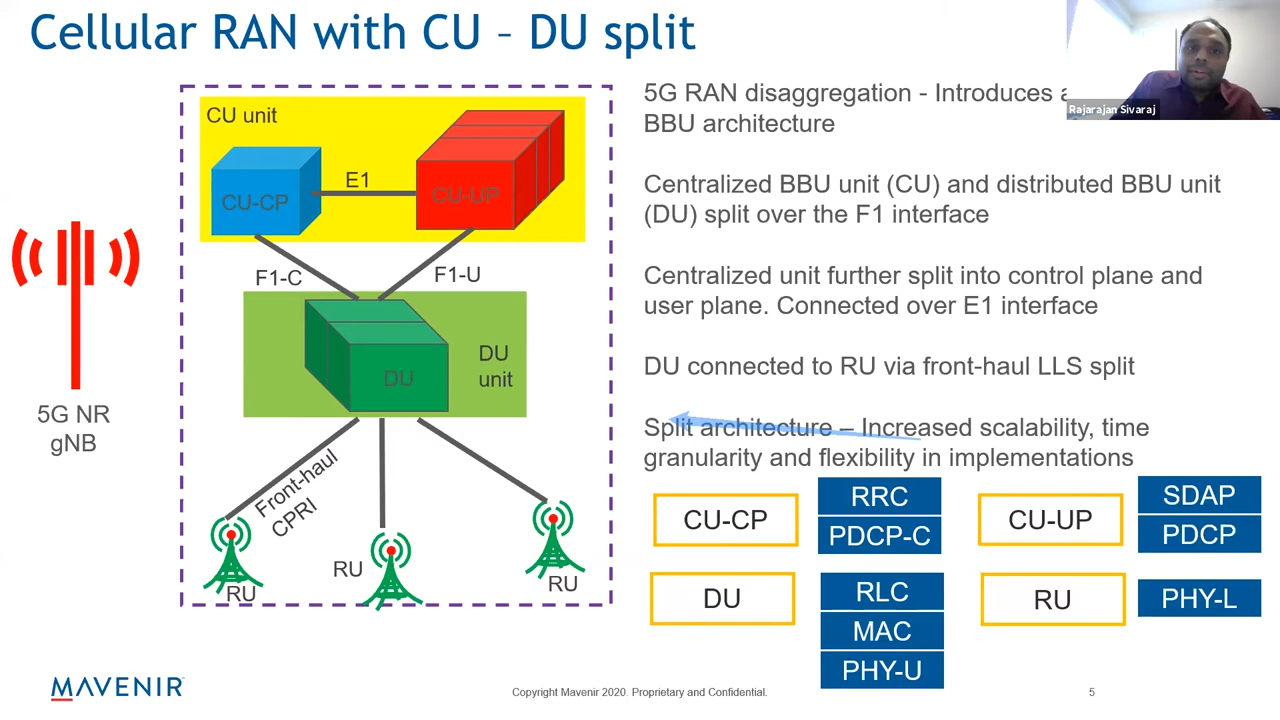 Cellular RAN with CU – DU split
Rajarajan Sivaraj
CU unit
CU-CP
E1
CU-UP
F1-C
F1-U
DU
DU
unit
Front-haul
CPRI
RU
RU
RU
5G NR
gNB
5G RAN disaggregation - Introduces
BBU architecture
Centralized BBU unit (CU) and distributed BBU unit
(DU) split over the F1 interface
Centralized unit further split into control plane and
user plane. Connected over E1 interface
DU connected to RU via front-haul LLS split
Split architecture – Increased scalability, time
granularity and flexibility in implementations
CU-CP
RRC
PDCP-C
CU-UP
SDAP
PDCP
DU
RLC
MAC
PHY-U
RU
PHY-L
MAVENIR
Copyright Mavenir 2020. Proprietary and Confidential.
5